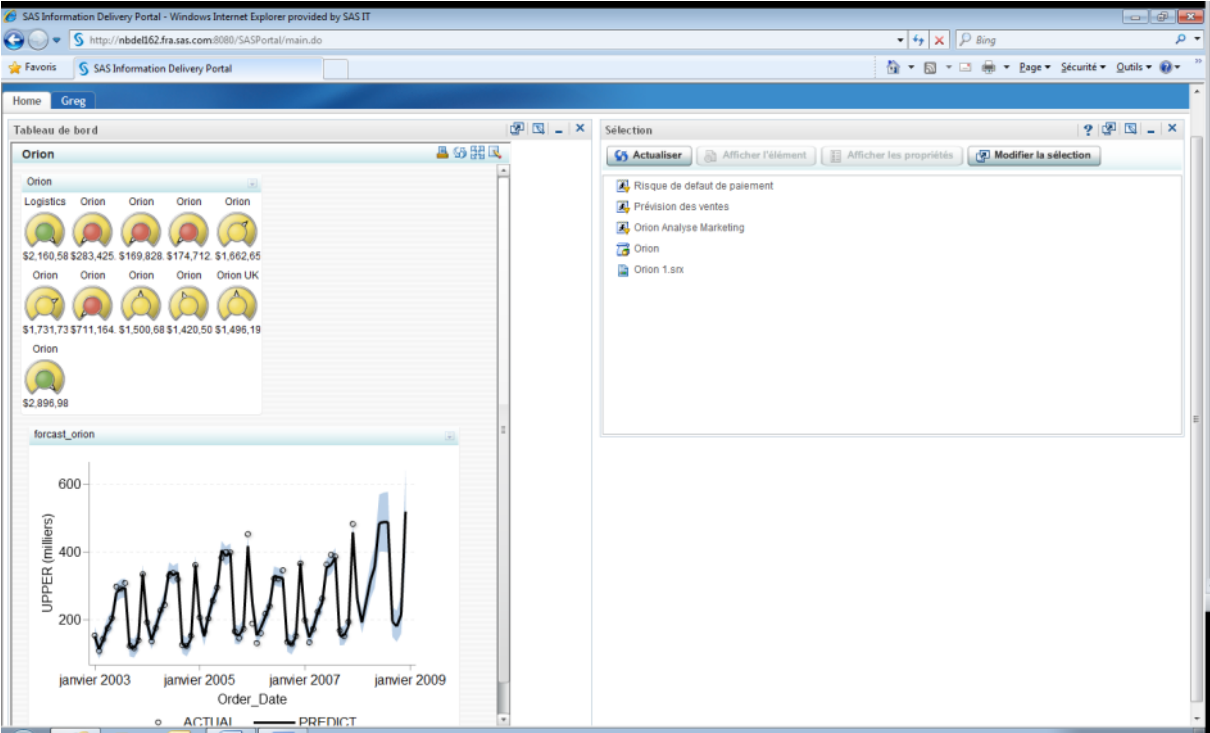 SAS Information Delivery Portal - Windows Internet Explorer provided by SAS IT
http://nbdel162.fra.sas.com:8080/SASPortal/main.do
Bing
Favoris
SAS Information Delivery Portal
Page
Sécurité
Outils
Home
Greg
Tableau de bord
Orion
Orion
Logistics Orion Orion Orion Orion
$2,160,58 $283,425. $169,828. $174,712. $1,662,65
Orion Orion Orion Orion Orion UK
$1,731,73 $711,164. $1,500,68 $1,420,50 $1,496,19
Orion
$2,896,98
forcast_orion
600
400
200
UPPER (milliers)
janvier 2003 janvier 2005 janvier 2007 janvier 2009
Order_Date
ACTUAL PREDICT
Sélection
Actualiser Afficher l'élément Afficher les propriétés Modifier la sélection
Risque de defaut de paiement
Prévision des ventes
Orion Analyse Marketing
Orion
Orion 1.srx